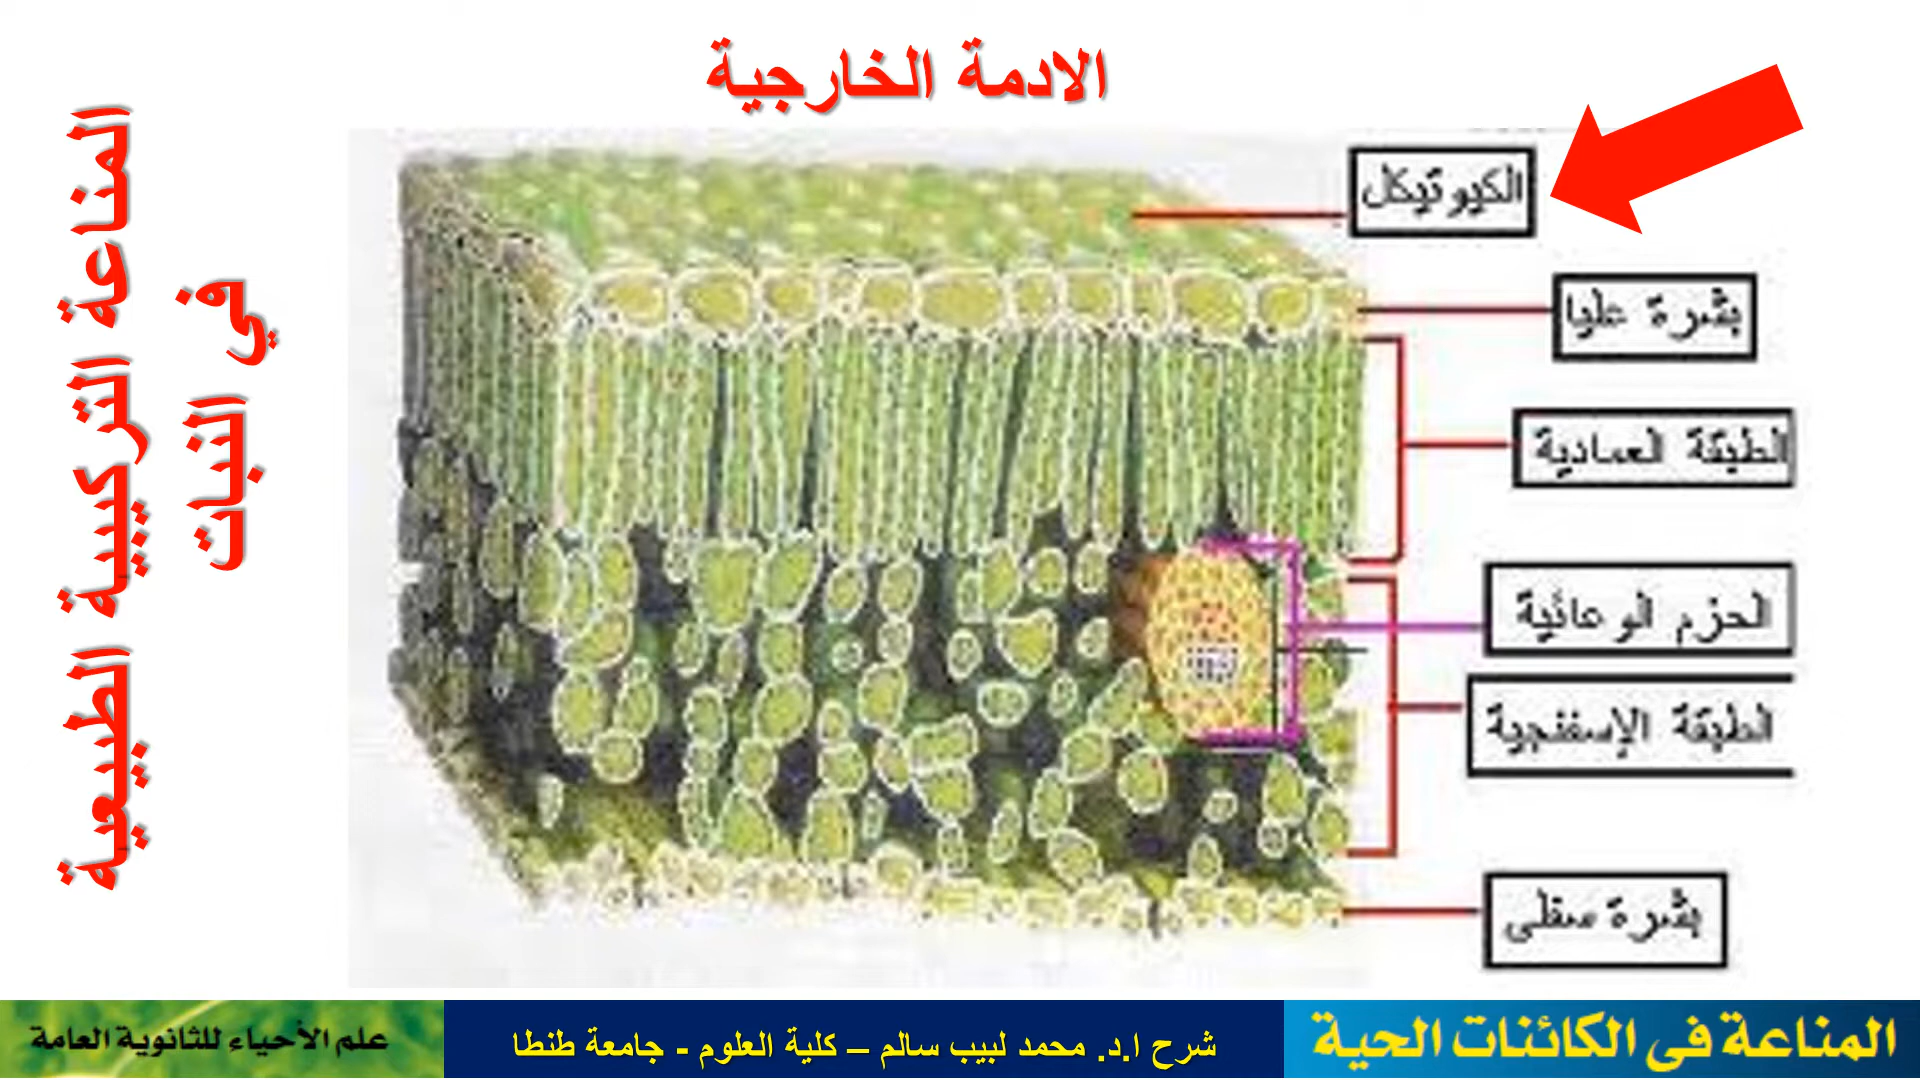 الادمة الخارجية
المناعة التركيبية الطبيعية
في النبات
الكيوتيكل
بشرة عليا
الطبقة العمادية
الحزم الوعائية
الطبقة الإسفنجية
بشرة سفلى
علم الأحياء للثانوية العامة
شرح ا.د. محمد لبيب سالم – كلية العلوم - جامعة طنطا
المناعة فى الكائنات الحية